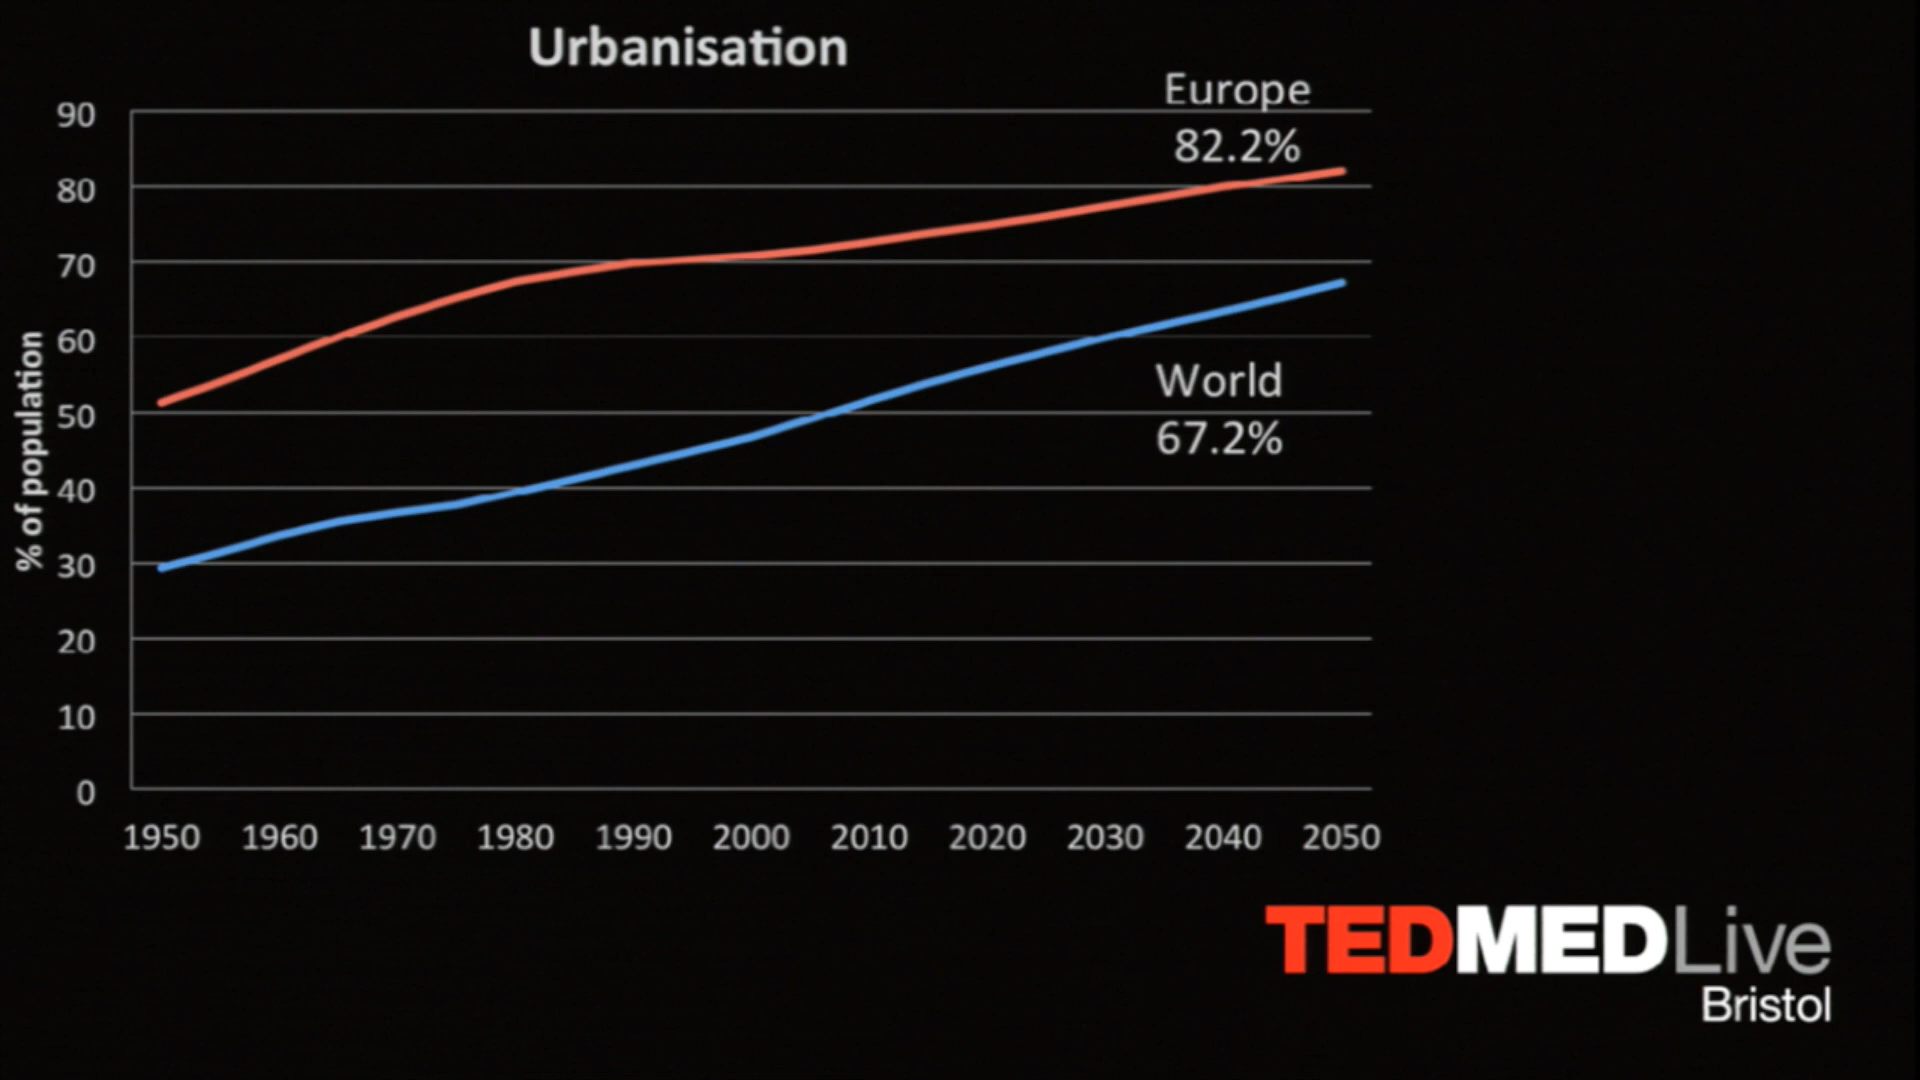 Urbanisation
Europe
82.2%
World
67.2%
% of population
90
80
70
60
50
40
30
20
10
0
1950 1960 1970 1980 1990 2000 2010 2020 2030 2040 2050
TEDMEDLive
Bristol